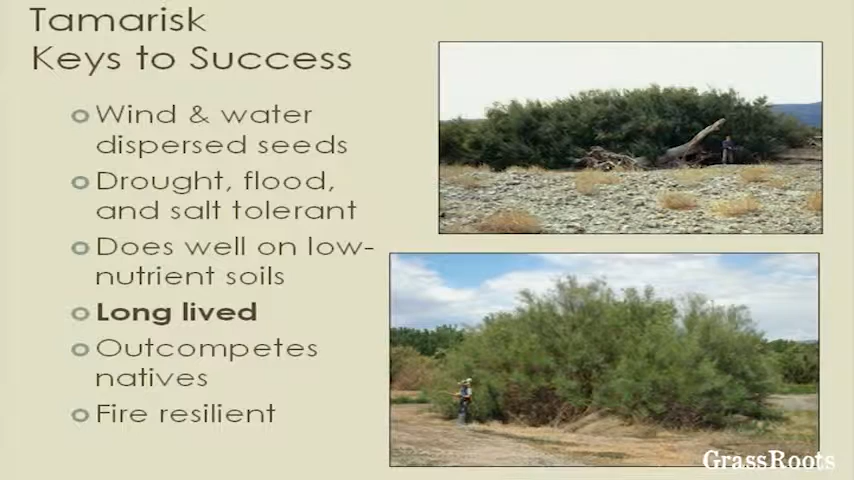 Tamarisk
Keys to Success
Wind & water
dispersed seeds
Drought, flood,
and salt tolerant
Does well on low-
nutrient soils
Long lived
Outcompetes
natives
Fire resilient
GrassRoots